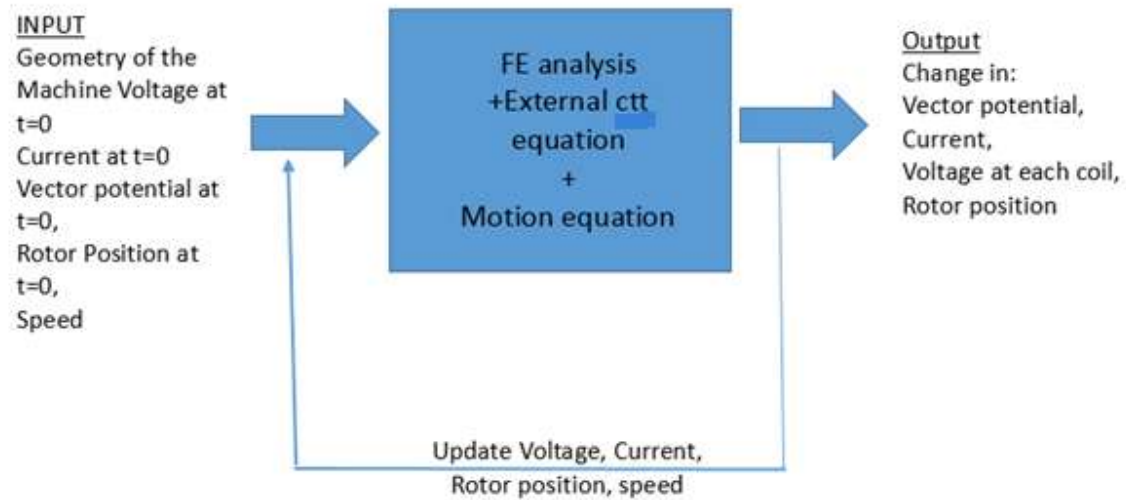 INPUT
Geometry of the
Machine Voltage at
t=0
Current at t=0
Vector potential at
t=0,
Rotor Position at
t=0,
Speed
FE analysis
+External ctt
equation
+
Motion equation
Output
Change in:
Vector potential,
Current,
Voltage at each coil,
Rotor position
Update Voltage, Current,
Rotor position, speed